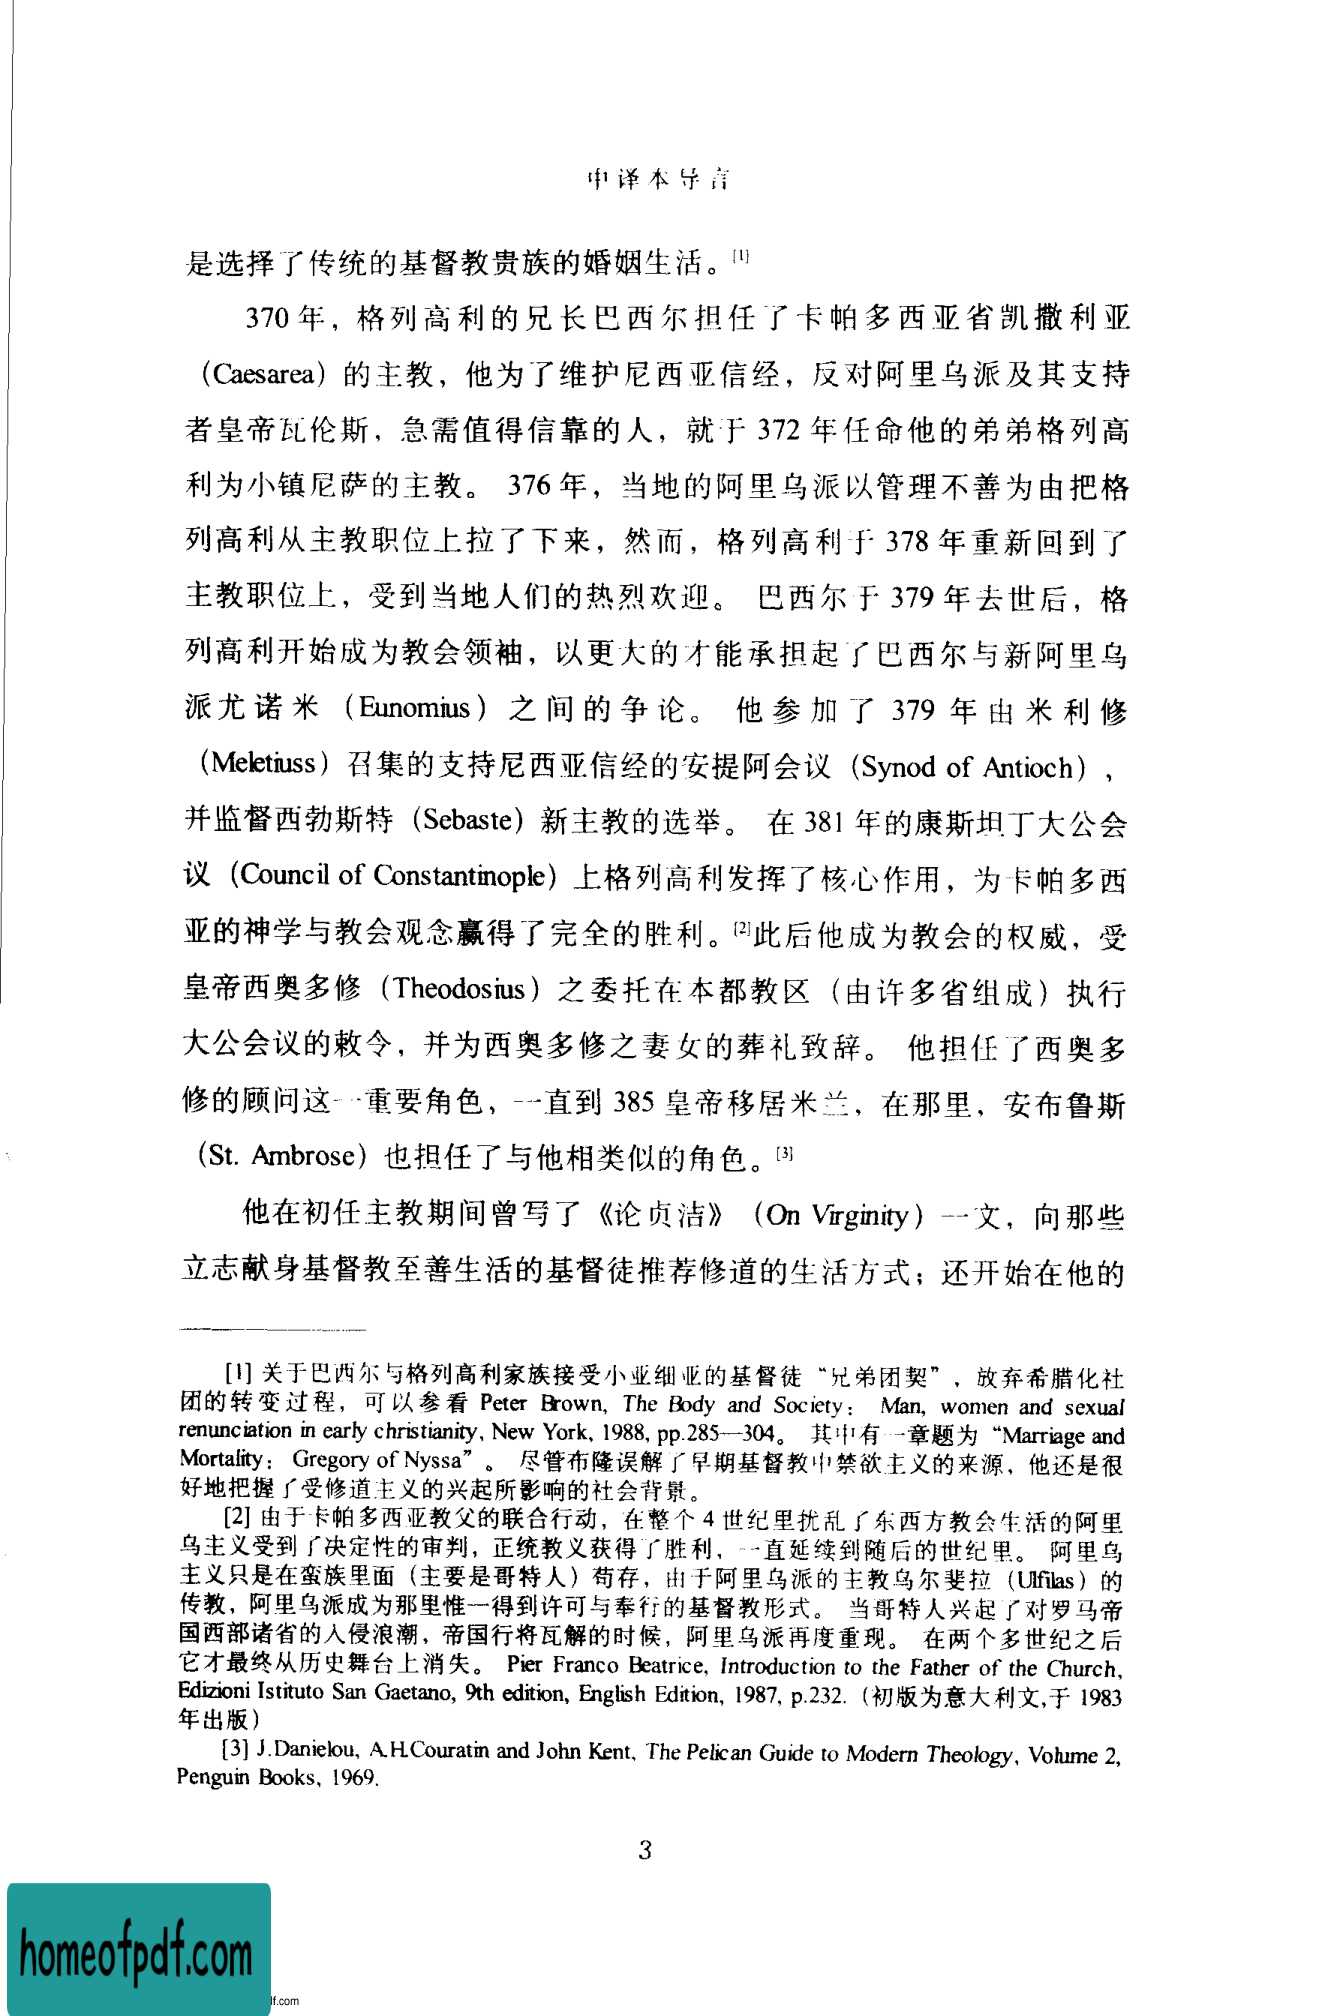 中译本导言
是选择了传统的基督教贵族的婚姻生活。[1]
370年，格列高利的兄长巴西尔担任了卡帕多西亚省凯撒利亚
（Caesarea）的主教，他为了维护尼西亚信经，反对阿里乌派及其支持
者皇帝瓦伦斯，急需值得信靠的人，就于372年任命他的弟弟格列高
利为小镇尼萨的主教。 376年，当地的阿里乌派以管理不善为由把格
列高利从主教职位上拉了下来，然而，格列高利于378年重新回到了
主教职位上，受到当地人们的热烈欢迎。 巴西尔于379年去世后，格
列高利开始成为教会领袖，以更大的才能承担起了巴西尔与新阿里乌
派尤诺米（Eunomius）之间的争论。 他参加了379年由米利修
（Meletiuss）召集的支持尼西亚信经的安提阿会议（Synod of Antioch），
并监督西勃斯特（Sebaste）新主教的选举。 在381年的康斯坦丁大公会
议（Council of Constantinople）上格列高利发挥了核心作用，为卡帕多西
亚的神学与教会观念赢得了完全的胜利。[2]此后他成为教会的权威，受
皇帝西奥多修（Theodosius）之委托在本都教区（由许多省组成）执行
大公会议的敕令，并为西奥多修之妻女的葬礼致辞。 他担任了西奥多
修的顾问这一重要角色，一直到385皇帝移居米兰，在那里，安布鲁斯
（St. Ambrose）也担任了与他相类似的角色。[3]
他在初任主教期间曾写了《论贞洁》（On Virginity）一文，向那些
立志献身基督教至善生活的基督徒推荐修道的生活方式；还开始在他的
[1] 关于巴西尔与格列高利家族接受小亚细亚的基督徒“兄弟团契”，放弃希腊化社
团的转变过程，可以参看 Peter Brown, The Body and Society： Man, women and sexual
renunciation in early christianity, New York, 1988, pp.285—304。 其中有一章题为“Marriage and
Mortality： Gregory of Nyssa”。 尽管布隆误解了早期基督教中禁欲主义的来源，他还是很
好地把握了受修道主义的兴起所影响的社会背景。
[2] 由于卡帕多西亚教父的联合行动，在整个4世纪里扰乱了东西方教会生活的阿里
乌主义受到了决定性的审判，正统教义获得了胜利，一直延续到随后的世纪里。 阿里乌
主义只是在蛮族里面（主要是哥特人）苟存，由于阿里乌派的主教乌尔斐拉（Ulfilas）的
传教，阿里乌派成为那里惟一得到许可与奉行的基督教形式。 当哥特人兴起了对罗马帝
国西部诸省的入侵浪潮，帝国行将瓦解的时候，阿里乌派再度重现。 在两个多世纪之后
它才最终从历史舞台上消失。 Pier Franco Beatrice, Introduction to the Father of the Church,
Edizioni Istituto San Gaetano, 9th edition, English Edition, 1987, p.232.（初版为意大利文,于1983
年出版）
[3] J.Danielou, A.H.Couratin and John Kent, The Pelican Guide to Modern Theology, Volume 2,
Penguin Books, 1969.
3
homeofpdf.com
lf.com